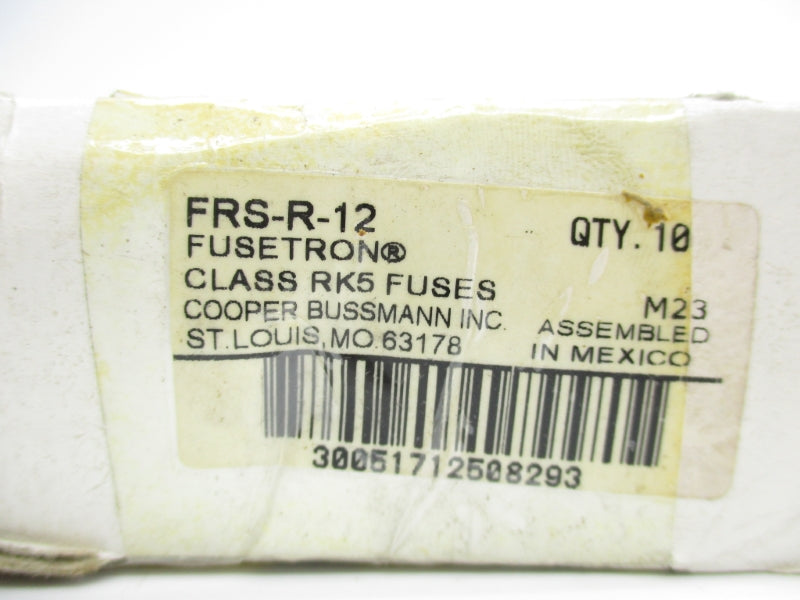 FRS-R-12
QTY. 10
FUSETRON®
CLASS RK5 FUSES
COOPER BUSSMANN INC.
ST. LOUIS, MO. 63178
M23
ASSEMBLED
IN MEXICO
30051712508293